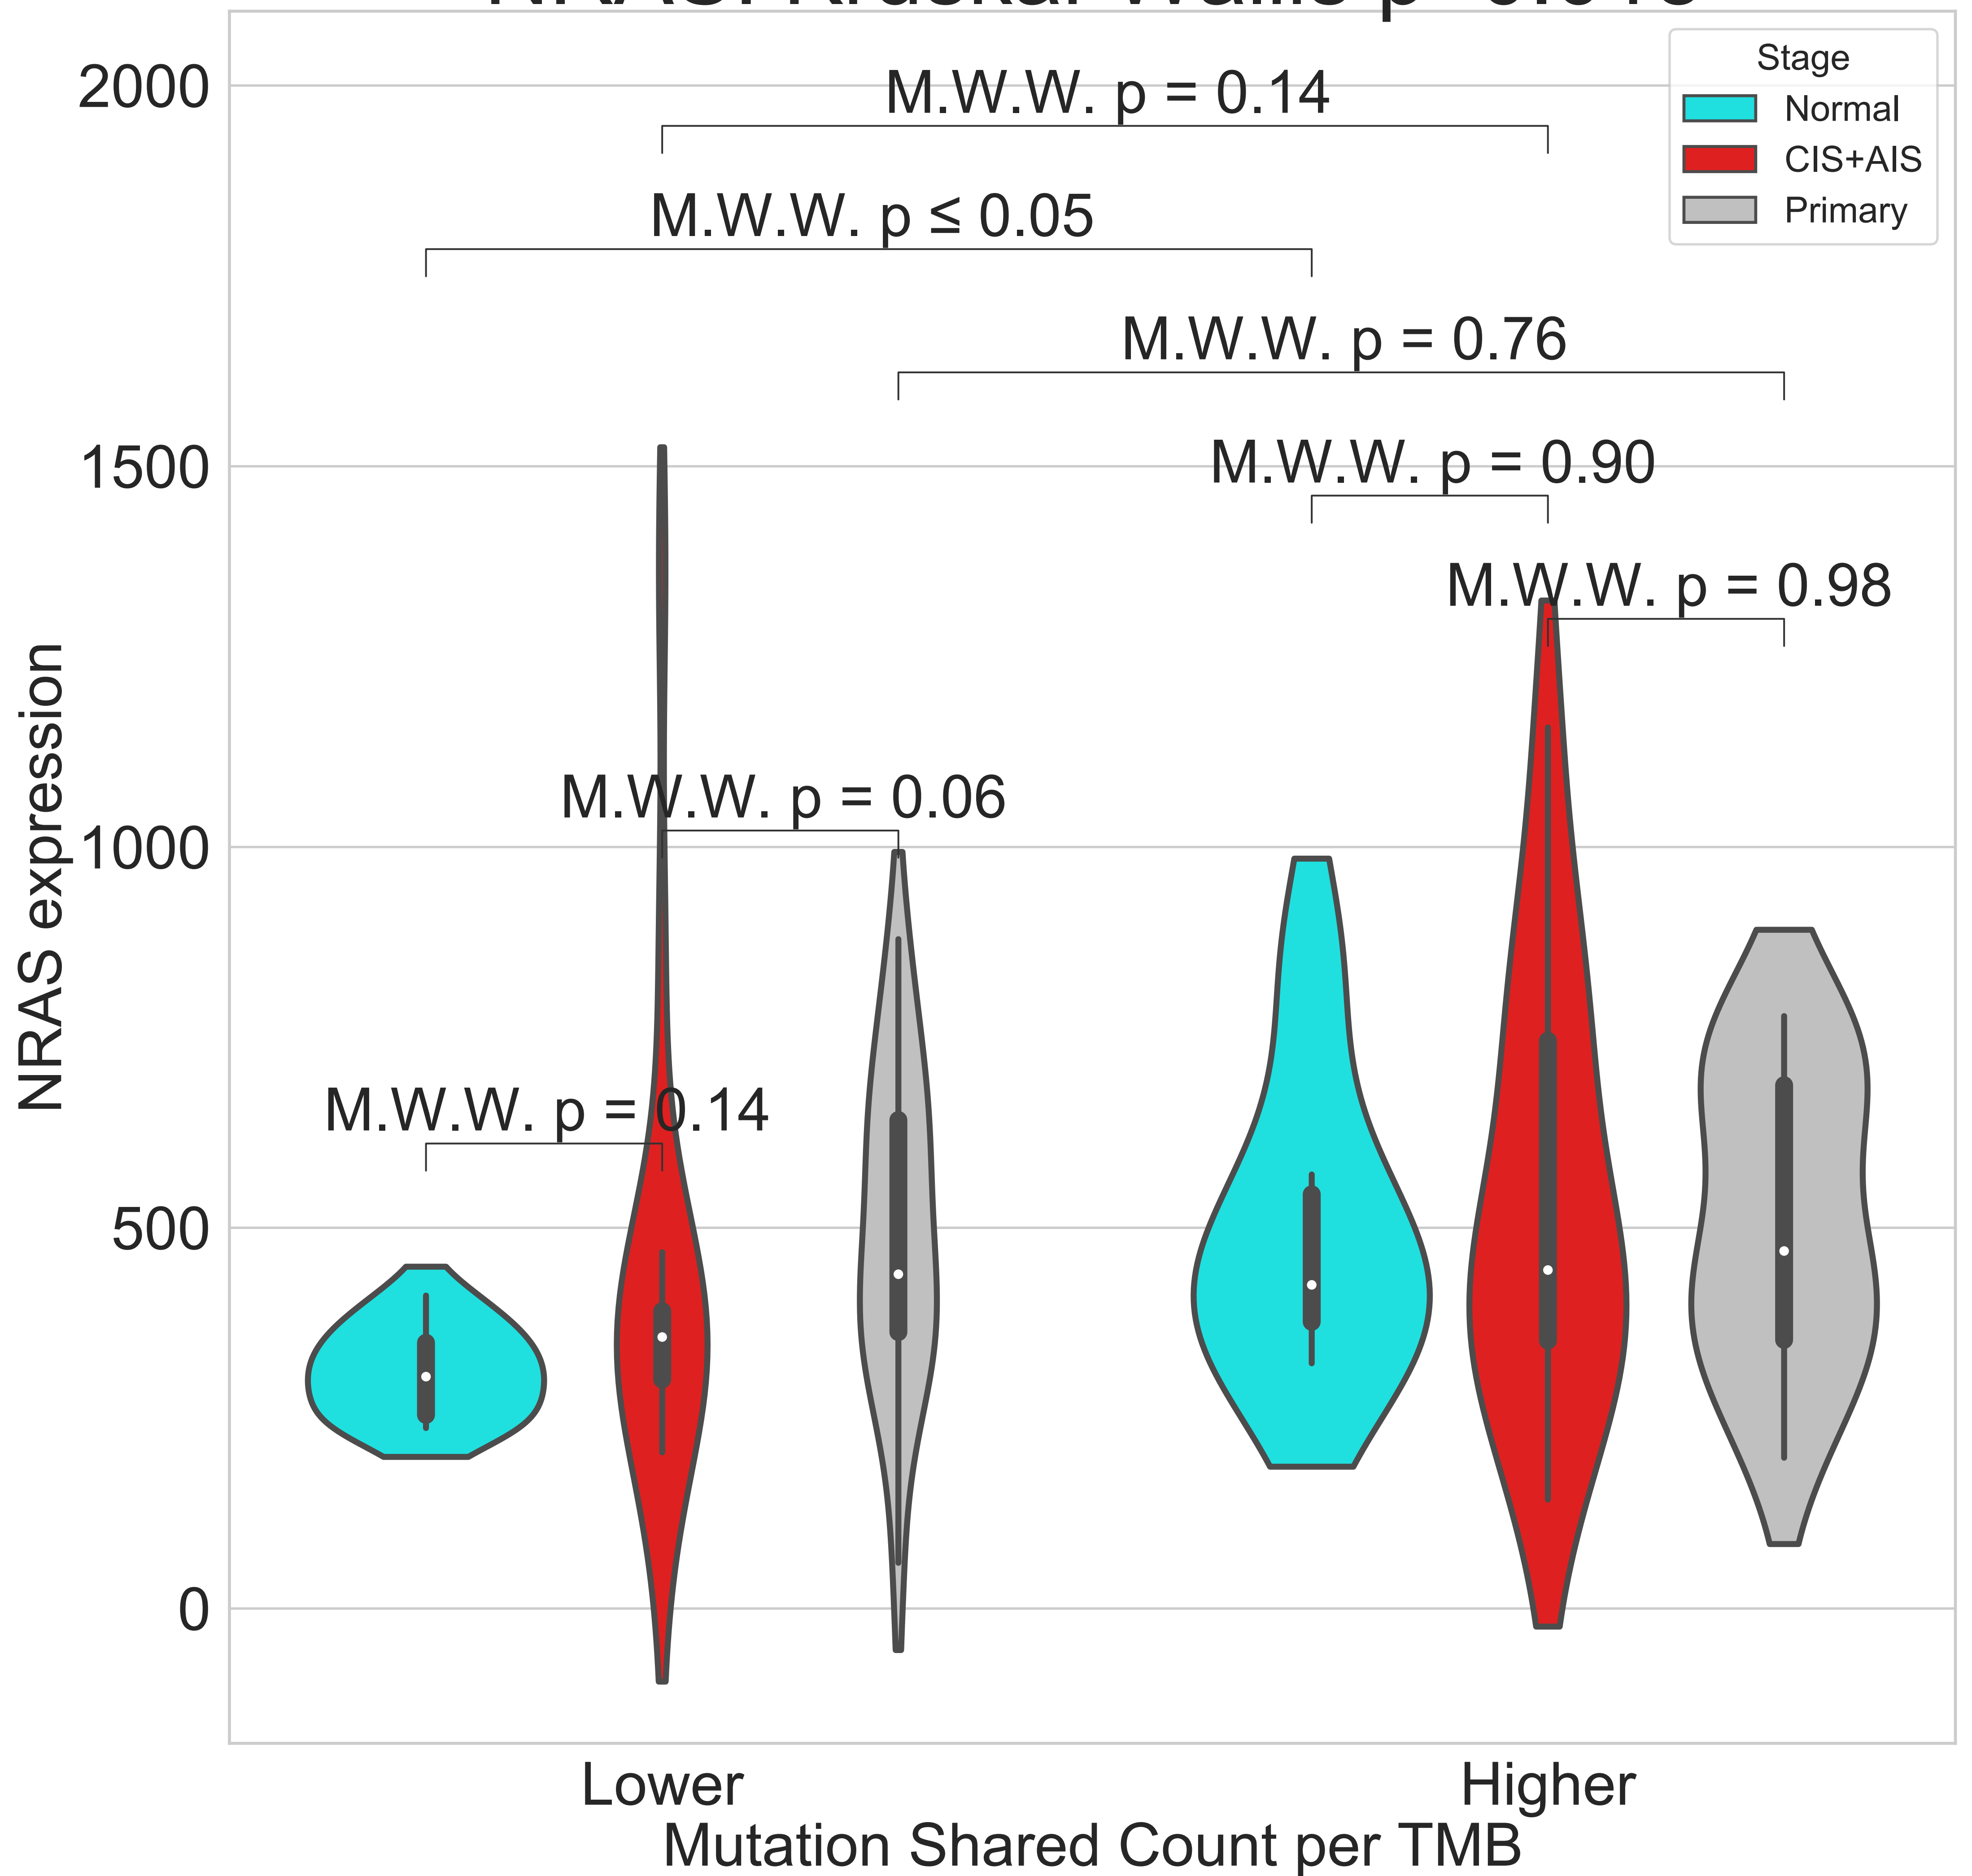 Stage
Normal
CIS+AIS
Primary
2000
1500
1000
500
0
NRAS expression
M.W.W. p = 0.14
M.W.W. p ≤ 0.05
M.W.W. p = 0.76
M.W.W. p = 0.90
M.W.W. p = 0.98
M.W.W. p = 0.06
M.W.W. p = 0.14
Lower
Higher
Mutation Shared Count per TMB